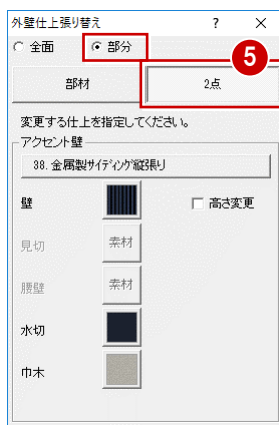 外壁仕上張り替え ? ×
全面 部分
5
部材 2点
変更する仕上を指定してください。
アクセント壁
38. 金属製サイディング縦張り
壁 高さ変更
見切 素材
腰壁 素材
水切
巾木